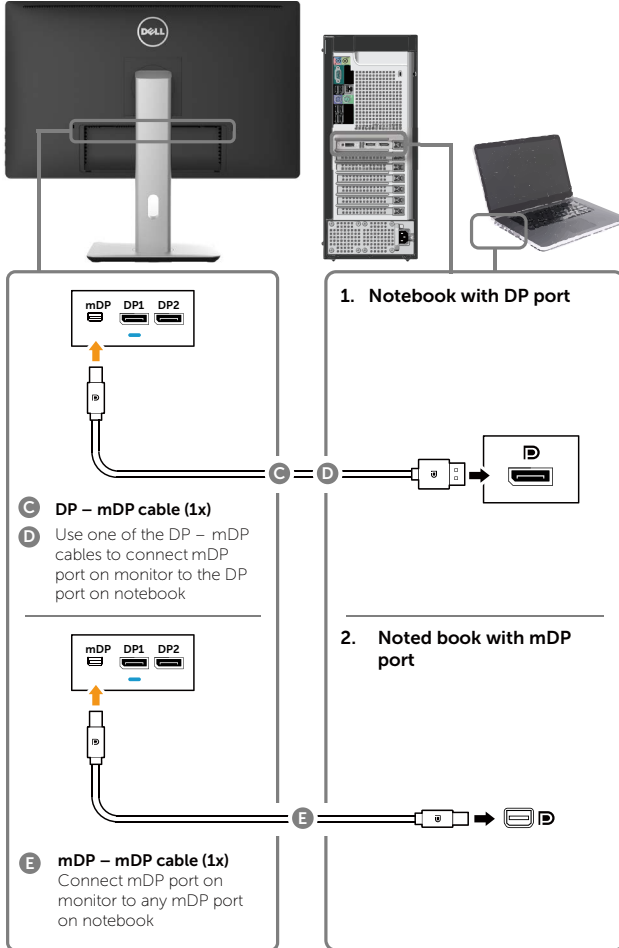 DELL
1. Notebook with DP port
mDP DP1 DP2
C D
C DP – mDP cable (1x)
D Use one of the DP – mDP
cables to connect mDP
port on monitor to the DP
port on notebook
2. Noted book with mDP
port
mDP DP1 DP2
E
E mDP – mDP cable (1x)
Connect mDP port on
monitor to any mDP port
on notebook